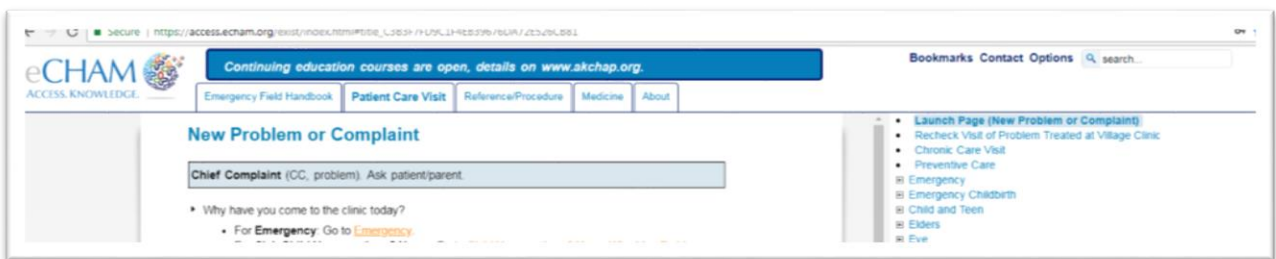 Secure | https://access.echam.org/exist/index.html#title_
eCHAM
ACCESS. KNOWLEDGE.
Continuing education courses are open, details on www.akchap.org.
Bookmarks Contact Options search...
Emergency Field Handbook Patient Care Visit Reference/Procedure Medicine About
New Problem or Complaint
Chief Complaint (CC, problem). Ask patient/parent.
Why have you come to the clinic today?
For Emergency: Go to Emergency.
Launch Page (New Problem or Complaint)
Recheck Visit of Problem Treated at Village Clinic
Chronic Care Visit
Preventive Care
Emergency
Emergency Childbirth
Child and Teen
Elders
Eye